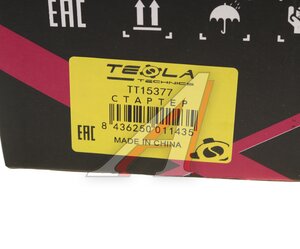 EAC
TESLA
TECHNICS
TT15377
СТАРТЕР
EAC
8 436250 011435
MADE IN CHINA